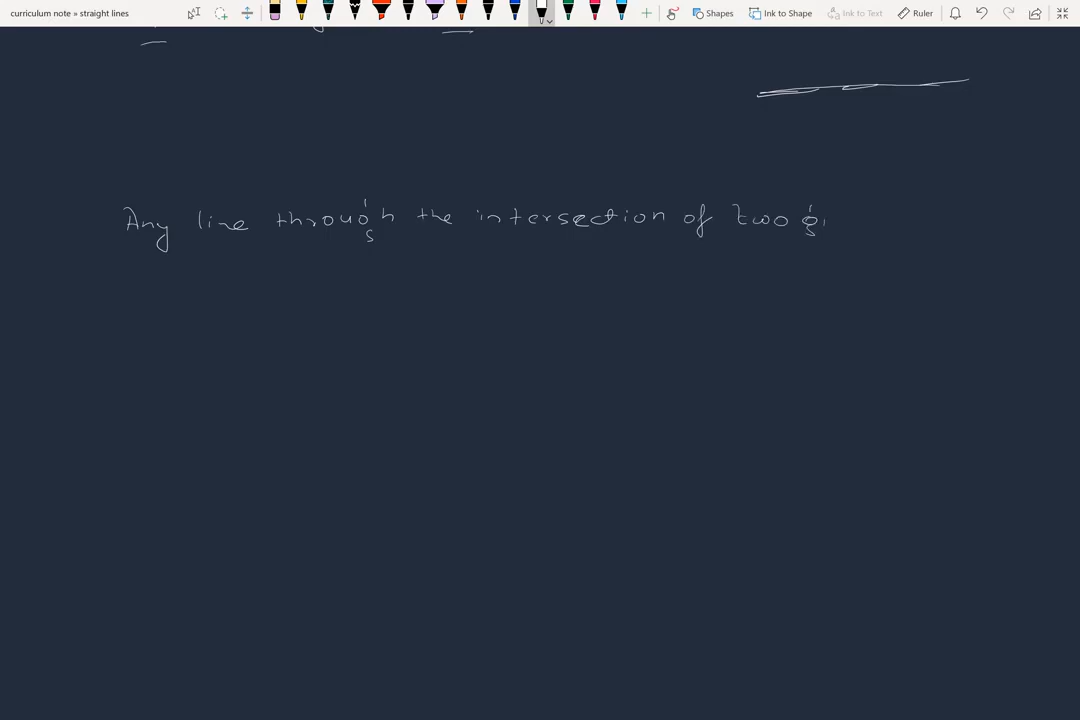 curriculum note » straight lines
Shapes
Ink to Shape
Ink to Text
Ruler
Any line through the intersection of two gi